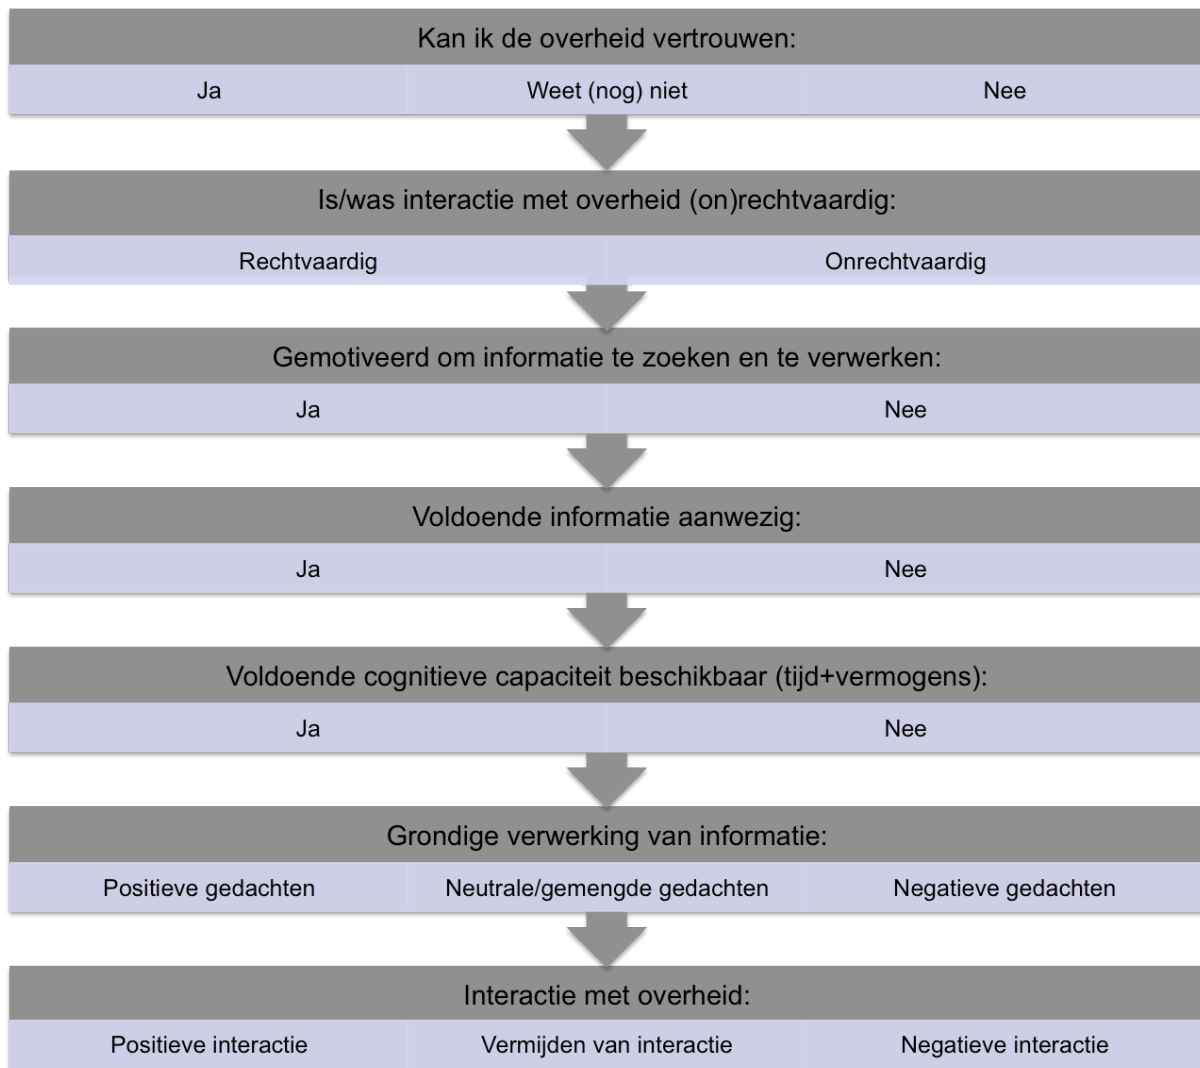 Kan ik de overheid vertrouwen:
Ja Weet (nog) niet Nee
Is/was interactie met overheid (on)rechtvaardig:
Rechtvaardig Onrechtvaardig
Gemotiveerd om informatie te zoeken en te verwerken:
Ja Nee
Voldoende informatie aanwezig:
Ja Nee
Voldoende cognitieve capaciteit beschikbaar (tijd+vermogens):
Ja Nee
Grondige verwerking van informatie:
Positieve gedachten Neutrale/gemengde gedachten Negatieve gedachten
Interactie met overheid:
Positieve interactie Vermijden van interactie Negatieve interactie